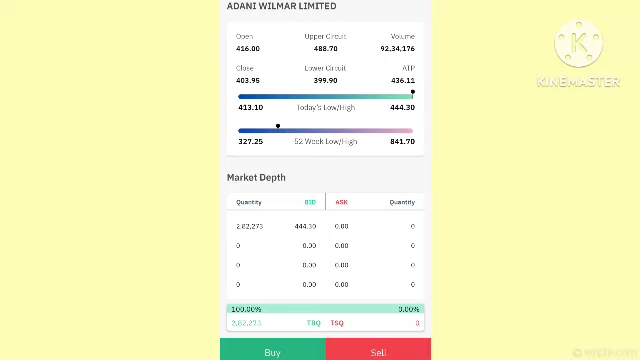 ADANI WILMAR LIMITED
Open Upper Circuit Volume
416.00 488.70 92,34,176
Close Lower Circuit ATP
403.95 399.90 436.11
413.10 Today's Low/High 444.30
327.25 52 Week Low/High 841.70
Market Depth
Quantity BID ASK Quantity
2,82,273 444.30 0.00 0
0 0.00 0.00 0
0 0.00 0.00 0
0 0.00 0.00 0
100.00% 0.00%
2,82,273 TBQ TSQ 0
Buy Sell
K
KINEMASTER